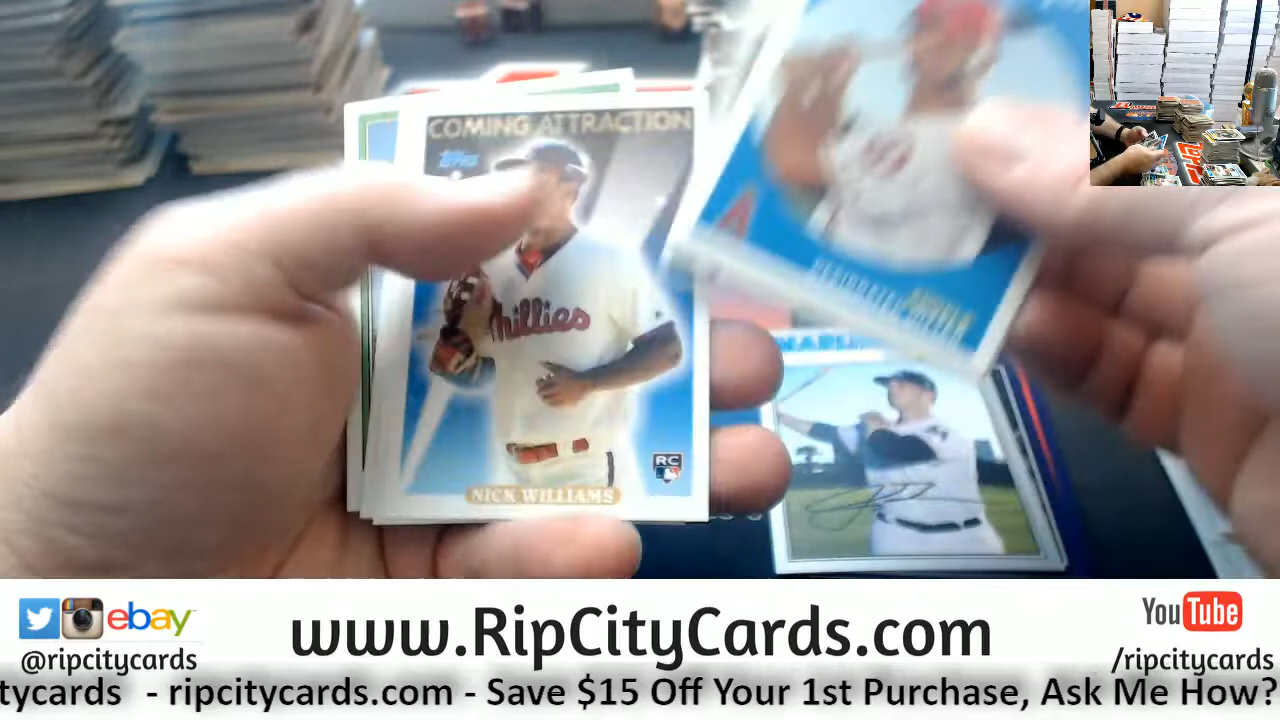 COMING ATTRACTION
topps
Phillies
RC
NICK WILLIAMS
ebay
@ripcitycards
www.RipCityCards.com
YouTube
/ripcitycards
tycards - ripcitycards.com - Save $15 Off Your 1st Purchase, Ask Me How?